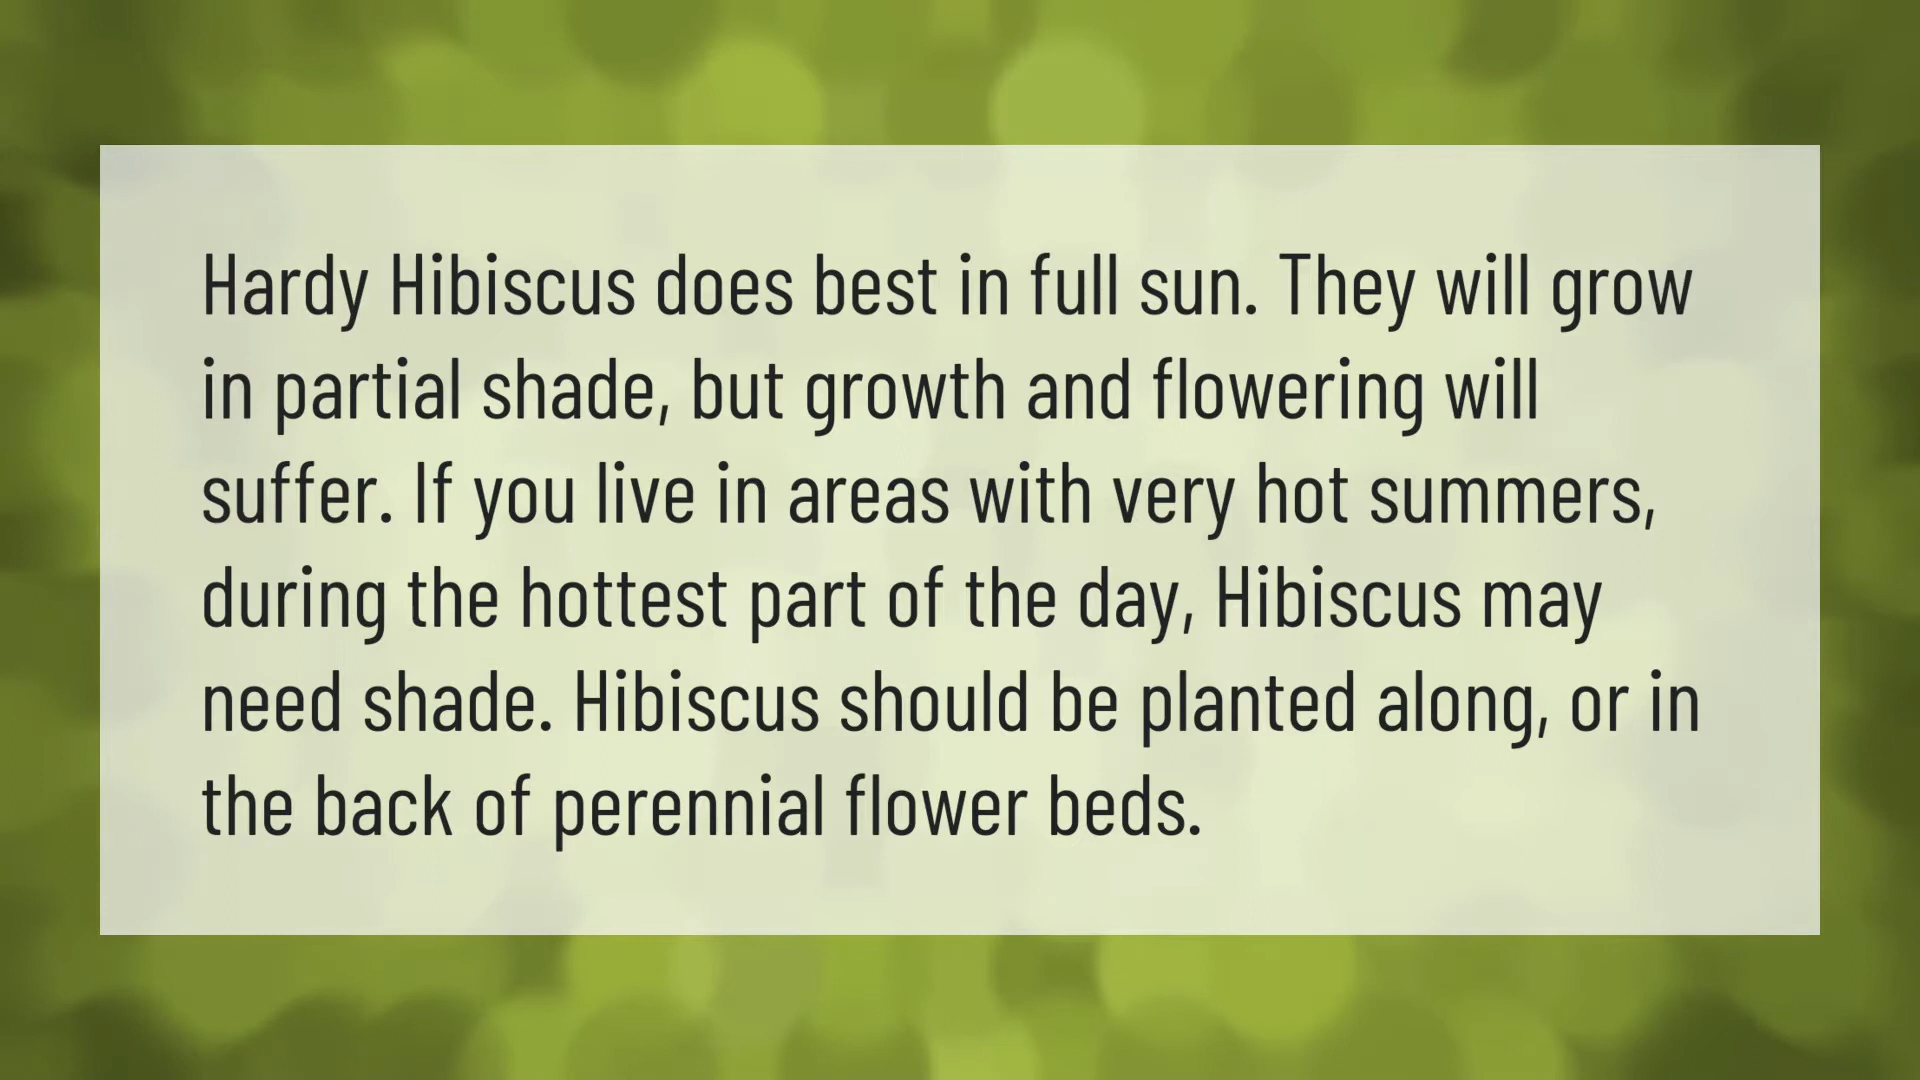 Hardy Hibiscus does best in full sun. They will grow
in partial shade, but growth and flowering will
suffer. If you live in areas with very hot summers,
during the hottest part of the day, Hibiscus may
need shade. Hibiscus should be planted along, or in
the back of perennial flower beds.